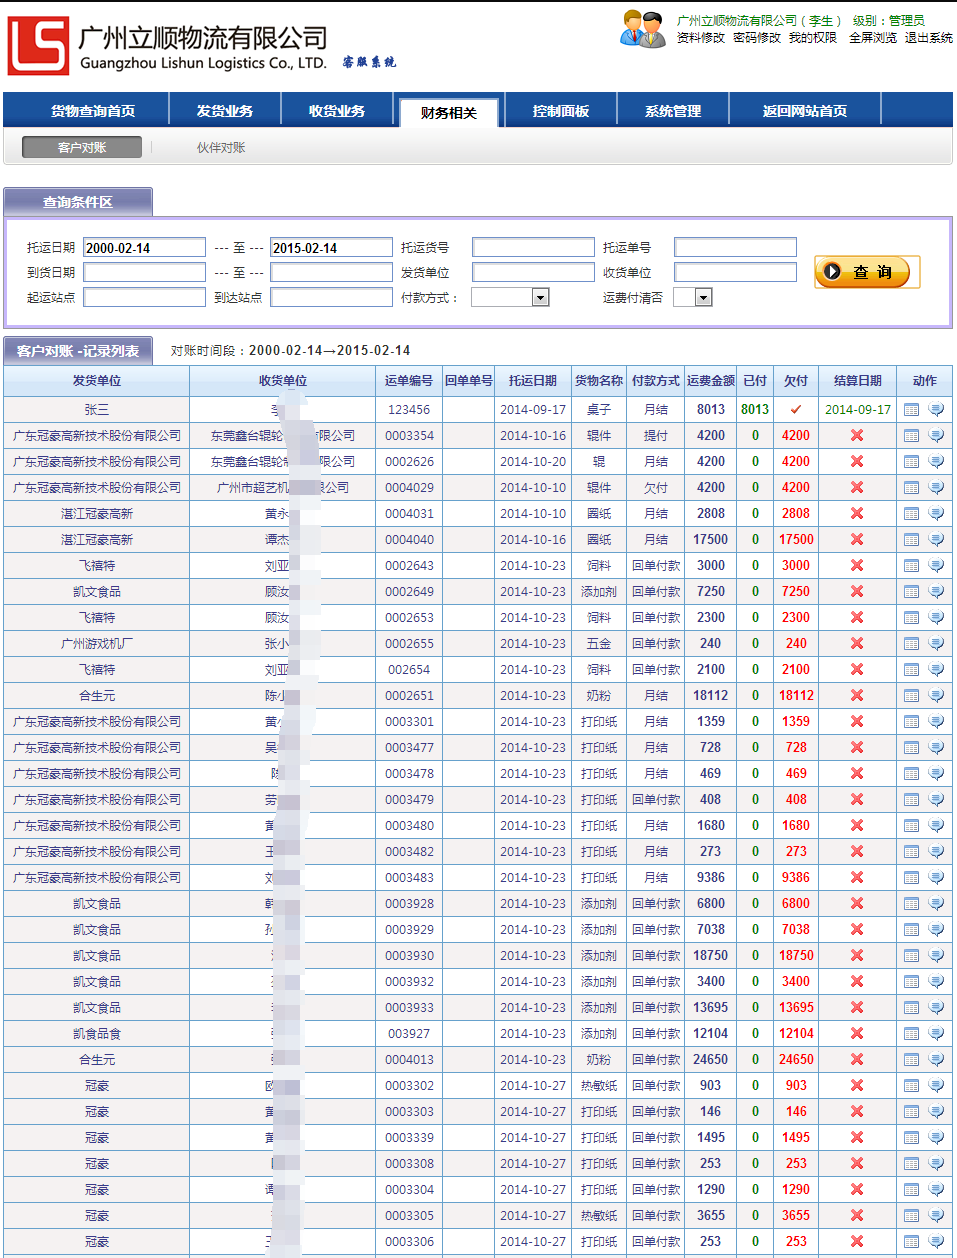 广州立顺物流有限公司
Guangzhou Lishun Logistics Co., LTD. 客服系统
广州立顺物流有限公司（李生） 级别：管理员
资料修改 密码修改 我的权限 全屏浏览 退出系统
货物查询首页 发货业务 收货业务 财务相关 控制面板 系统管理 返回网站首页
客户对账 伙伴对账
查询条件区
托运日期 2000-02-14 --- 至 --- 2015-02-14 托运货号 托运单号
到货日期 --- 至 --- 发货单位 收货单位
起运站点 到达站点 付款方式： 运费付清否
查 询
客户对账 -记录列表 对账时间段：2000-02-14→2015-02-14
发货单位 收货单位 运单编号 回单单号 托运日期 货物名称 付款方式 运费金额 已付 欠付 结算日期 动作
张三 123456 2014-09-17 桌子 月结 8013 8013 2014-09-17
广东冠豪高新技术股份有限公司 东莞鑫台辊轮 有限公司 0003354 2014-10-16 辊件 提付 4200 0 4200
广东冠豪高新技术股份有限公司 东莞鑫台辊轮 限公司 0002626 2014-10-20 辊 月结 4200 0 4200
广东冠豪高新技术股份有限公司 广州市超艺机 限公司 0004029 2014-10-10 辊件 欠付 4200 0 4200
湛江冠豪高新 黄永 0004031 2014-10-10 圆纸 月结 2808 0 2808
湛江冠豪高新 谭杰 0004040 2014-10-16 圆纸 月结 17500 0 17500
飞禧特 刘亚 0002643 2014-10-23 饲料 回单付款 3000 0 3000
凯文食品 顾汝 0002649 2014-10-23 添加剂 回单付款 7250 0 7250
飞禧特 顾汝 0002653 2014-10-23 饲料 回单付款 2300 0 2300
广州游戏机厂 张小 0002655 2014-10-23 五金 回单付款 240 0 240
飞禧特 刘亚 002654 2014-10-23 饲料 回单付款 2100 0 2100
合生元 陈小 0002651 2014-10-23 奶粉 月结 18112 0 18112
广东冠豪高新技术股份有限公司 黄 0003301 2014-10-23 打印纸 月结 1359 0 1359
广东冠豪高新技术股份有限公司 吴 0003477 2014-10-23 打印纸 月结 728 0 728
广东冠豪高新技术股份有限公司 0003478 2014-10-23 打印纸 月结 469 0 469
广东冠豪高新技术股份有限公司 劳 0003479 2014-10-23 打印纸 回单付款 408 0 408
广东冠豪高新技术股份有限公司 0003480 2014-10-23 打印纸 月结 1680 0 1680
广东冠豪高新技术股份有限公司 0003482 2014-10-23 打印纸 月结 273 0 273
广东冠豪高新技术股份有限公司 0003483 2014-10-23 打印纸 月结 9386 0 9386
凯文食品 0003928 2014-10-23 添加剂 回单付款 6800 0 6800
凯文食品 0003929 2014-10-23 添加剂 回单付款 7038 0 7038
凯文食品 0003930 2014-10-23 添加剂 回单付款 18750 0 18750
凯文食品 0003932 2014-10-23 添加剂 回单付款 3400 0 3400
凯文食品 0003933 2014-10-23 添加剂 回单付款 13695 0 13695
凯食品食 003927 2014-10-23 添加剂 回单付款 12104 0 12104
合生元 0004013 2014-10-23 奶粉 回单付款 24650 0 24650
冠豪 0003302 2014-10-27 热敏纸 回单付款 903 0 903
冠豪 0003303 2014-10-27 打印纸 回单付款 146 0 146
冠豪 0003339 2014-10-27 打印纸 回单付款 1495 0 1495
冠豪 0003308 2014-10-27 打印纸 回单付款 253 0 253
冠豪 0003304 2014-10-27 打印纸 回单付款 1290 0 1290
冠豪 0003305 2014-10-27 热敏纸 回单付款 3655 0 3655
冠豪 0003306 2014-10-27 打印纸 回单付款 253 0 253